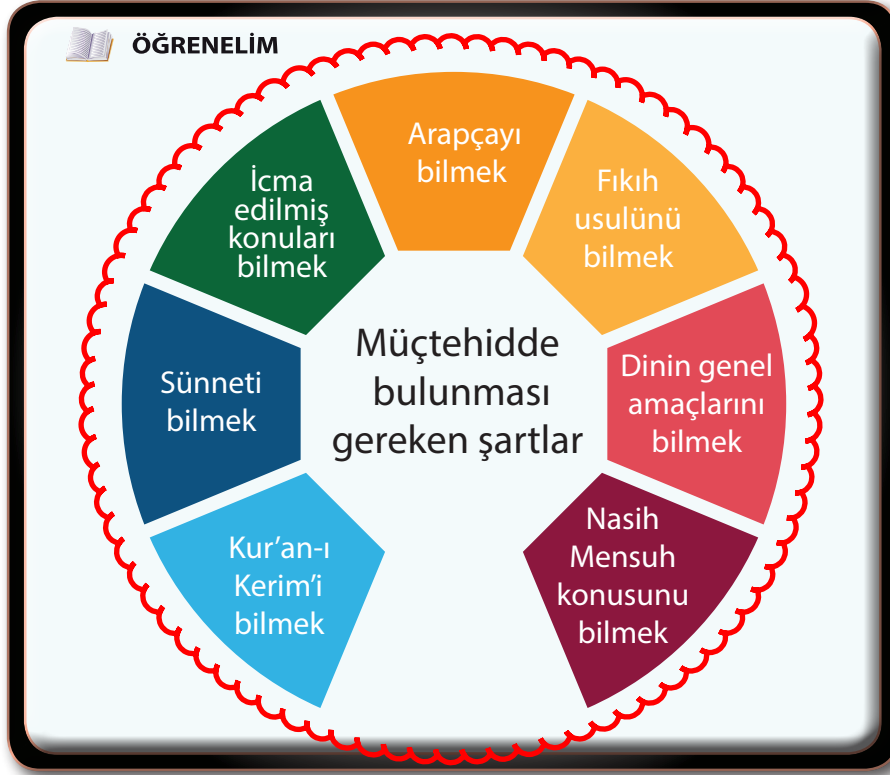 ÖĞRENELİM
Arapçayı
bilmek
Fıkıh
usulünü
bilmek
Dinin genel
amaçlarını
bilmek
Nasih
Mensuh
konusunu
bilmek
Kur’an-ı
Kerim’i
bilmek
Sünneti
bilmek
İcma
edilmiş
konuları
bilmek
Müçtehidde
bulunması
gereken şartlar